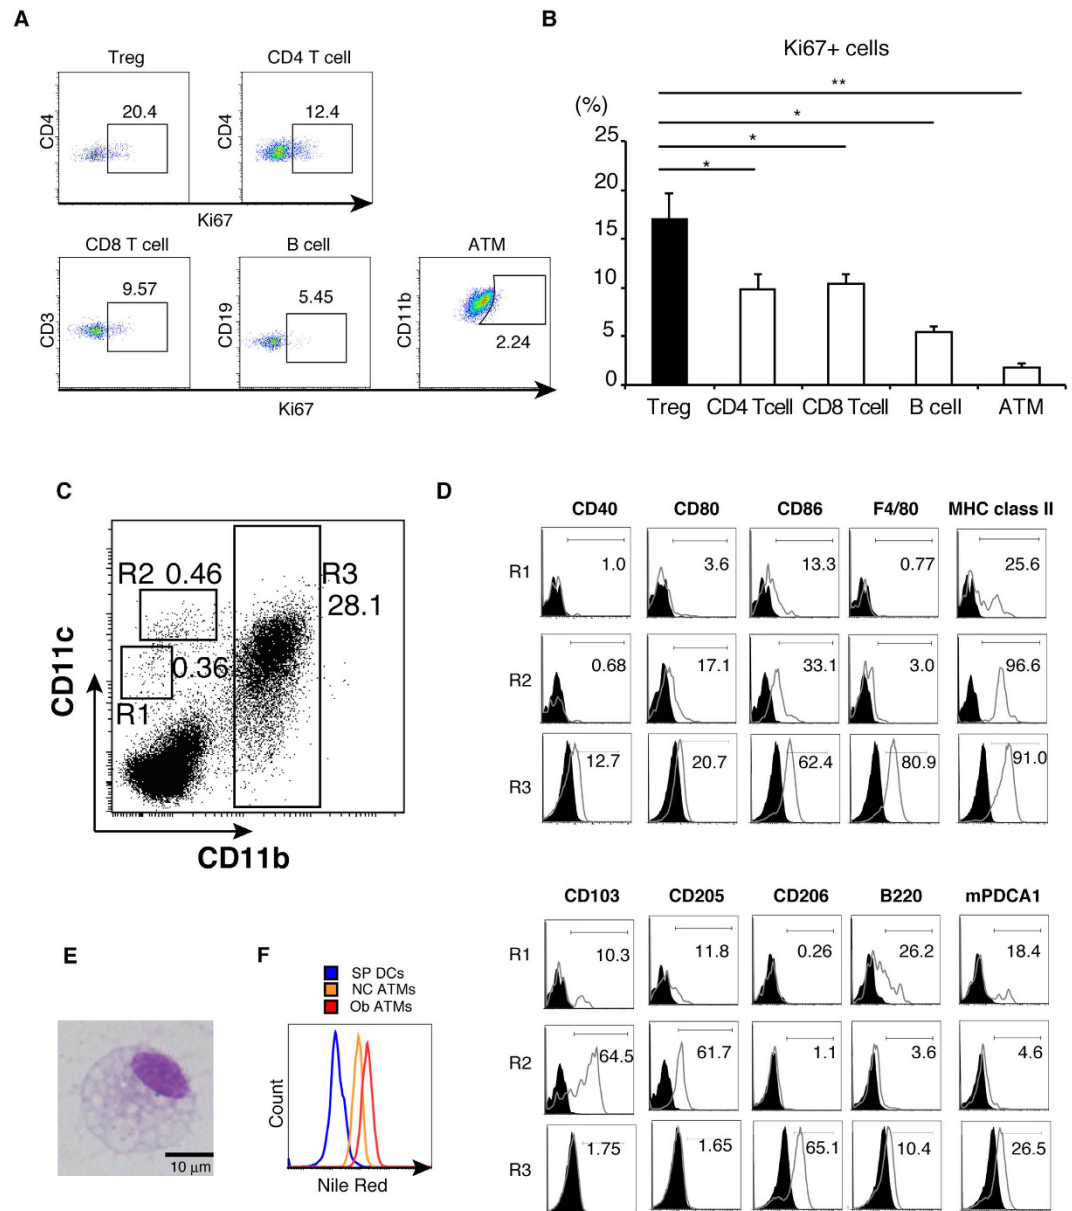 A
Treg
CD4 T cell
CD4
20.4
CD4
12.4
Ki67
CD8 T cell
B cell
ATM
CD3
9.57
CD19
5.45
CD11b
2.24
Ki67
B
Ki67+ cells
(%)
**
*
*
*
25
20
15
10
5
0
Treg CD4 Tcell CD8 Tcell B cell ATM
C
R2 0.46
R3
28.1
0.36
R1
CD11c
CD11b
D
CD40 CD80 CD86 F4/80 MHC class II
R1 1.0 3.6 13.3 0.77 25.6
R2 0.68 17.1 33.1 3.0 96.6
R3 12.7 20.7 62.4 80.9 91.0
CD103 CD205 CD206 B220 mPDCA1
R1 10.3 11.8 0.26 26.2 18.4
R2 64.5 61.7 1.1 3.6 4.6
R3 1.75 1.65 65.1 10.4 26.5
E
10 μm
F
SP DCs
NC ATMs
Ob ATMs
Count
Nile Red